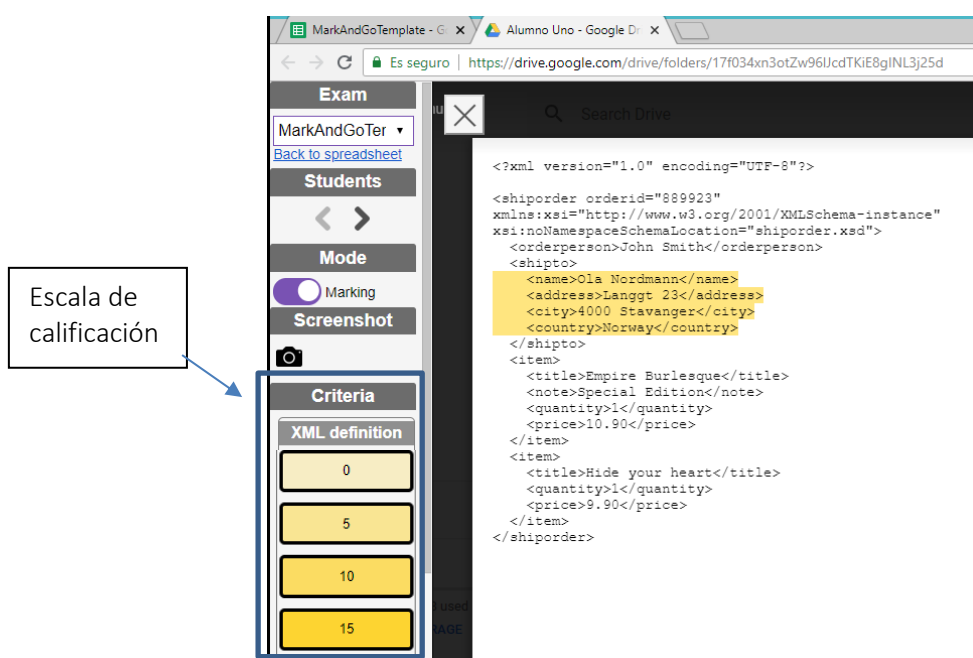 MarkAndGoTemplate - G
Alumno Uno - Google Dr
Es seguro | https://drive.google.com/drive/folders/17f034xn3otZw96IJcdTKiE8gINL3j25d
Exam
MarkAndGoTer
Back to spreadsheet
Students
Mode
Marking
Screenshot
Criteria
XML definition
0
5
10
15
Escala de
calificación
Search Drive
<?xml version="1.0" encoding="UTF-8"?>
<shiporder orderid="889923"
xmlns:xsi="http://www.w3.org/2001/XMLSchema-instance"
xsi:noNamespaceSchemaLocation="shiporder.xsd">
<orderperson>John Smith</orderperson>
<shipto>
<name>Ola Nordmann</name>
<address>Langgt 23</address>
<city>4000 Stavanger</city>
<country>Norway</country>
</shipto>
<item>
<title>Empire Burlesque</title>
<note>Special Edition</note>
<quantity>1</quantity>
<price>10.90</price>
</item>
<item>
<title>Hide your heart</title>
<quantity>1</quantity>
<price>9.90</price>
</item>
</shiporder>
used
RAGE